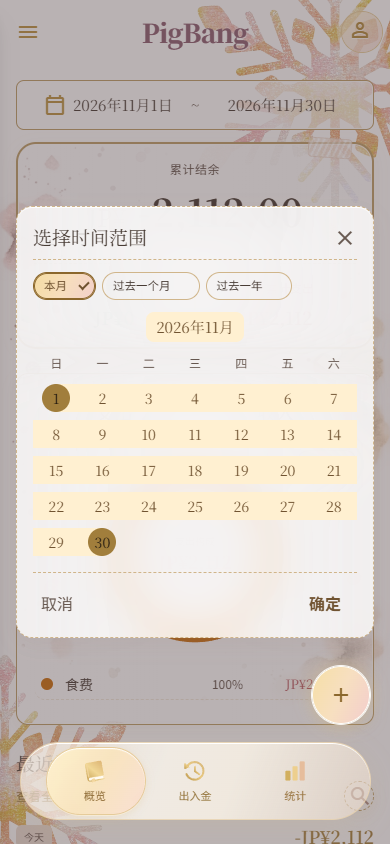 PigBang
2026年11月1日 ~ 2026年11月30日
累计结余
选择时间范围
本月 过去一个月 过去一年
2026年11月
日 一 二 三 四 五 六
1 2 3 4 5 6 7
8 9 10 11 12 13 14
15 16 17 18 19 20 21
22 23 24 25 26 27 28
29 30
取消 确定
食费 100% JP¥2
最近
概览 出入金 统计
今天 -JP¥2,112